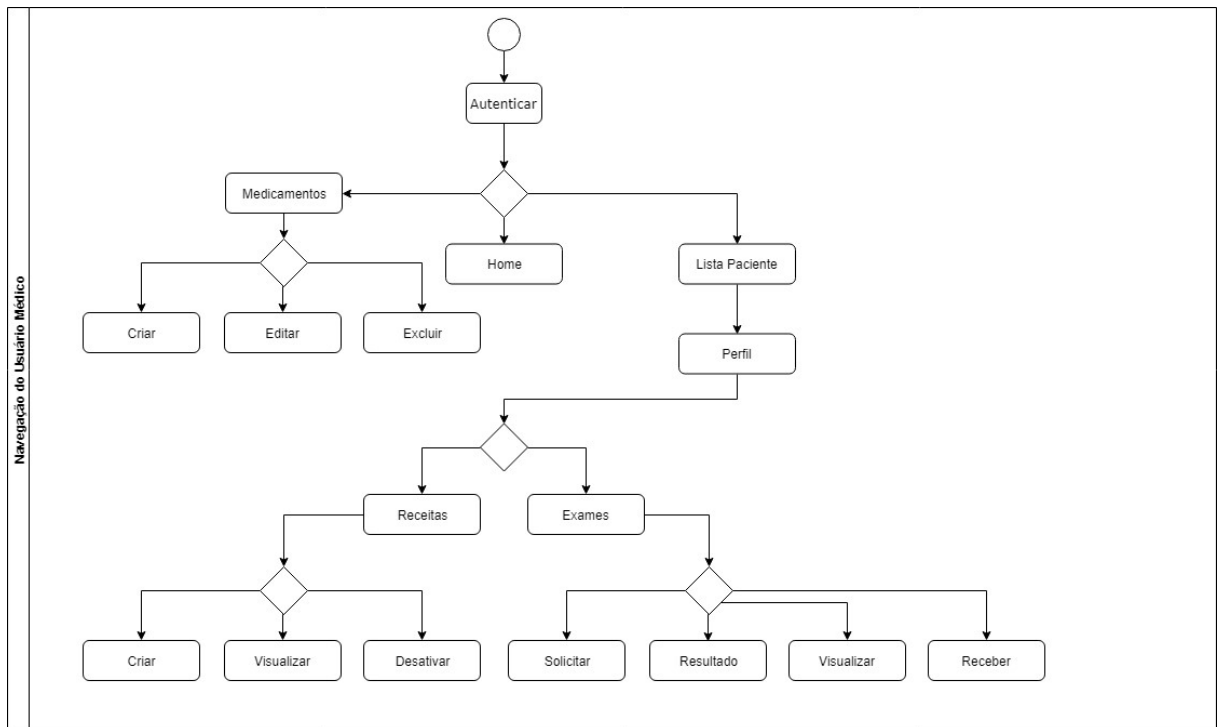 Navegação do Usuário Médico
Autenticar
Medicamentos
Home
Lista Paciente
Criar
Editar
Excluir
Perfil
Receitas
Exames
Criar
Visualizar
Desativar
Solicitar
Resultado
Visualizar
Receber